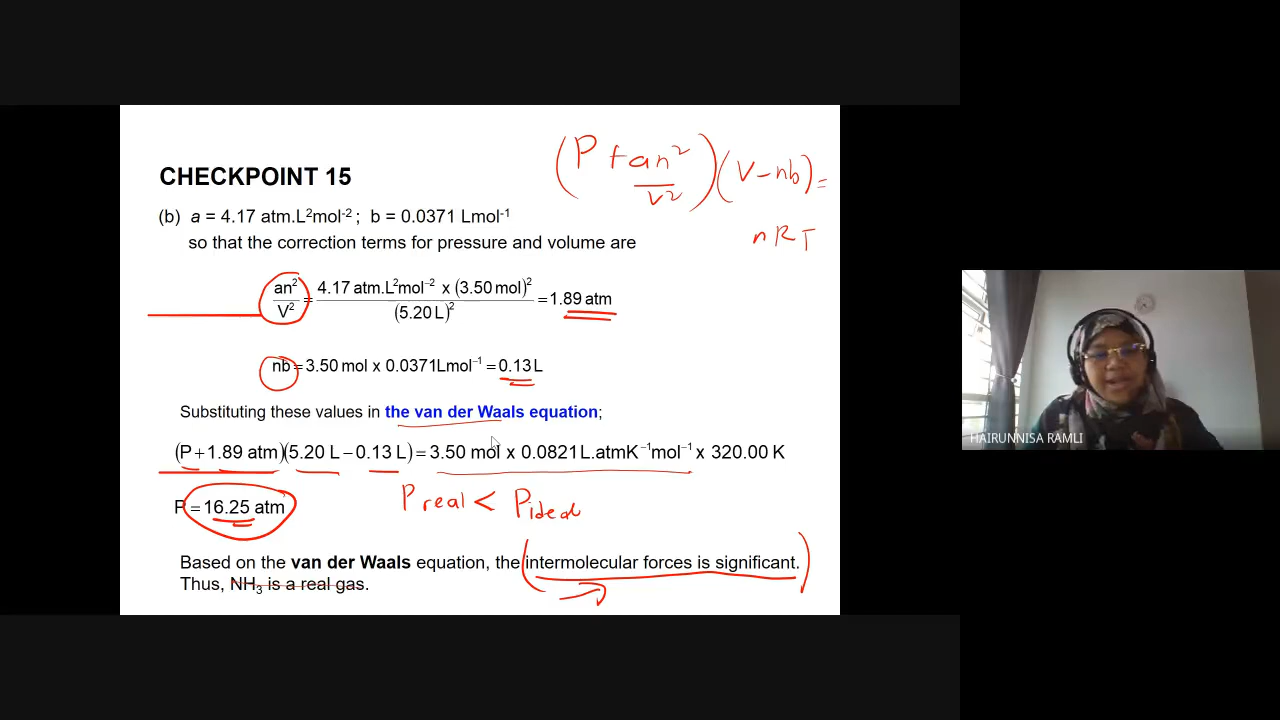 CHECKPOINT 15
(P + an²/V²)(V – nb) =
nRT
(b) a = 4.17 atm.L²mol⁻² ; b = 0.0371 Lmol⁻¹
so that the correction terms for pressure and volume are
an²/V² = 4.17 atm.L²mol⁻² x (3.50 mol)²/(5.20 L)² = 1.89 atm
nb = 3.50 mol x 0.0371Lmol⁻¹ = 0.13 L
Substituting these values in the van der Waals equation;
(P + 1.89 atm)(5.20 L – 0.13 L) = 3.50 mol x 0.0821 L.atmK⁻¹mol⁻¹ x 320.00 K
P = 16.25 atm
P real < P ideal
Based on the van der Waals equation, the (intermolecular forces is significant.)
Thus, NH₃ is a real gas.
HAIRUNNISA RAMLI